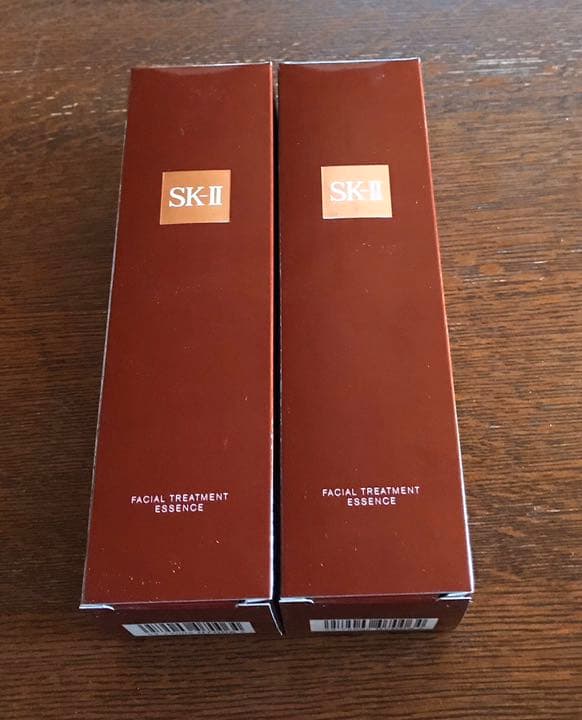 SK-II
FACIAL TREATMENT
ESSENCE
SK-II
FACIAL TREATMENT
ESSENCE